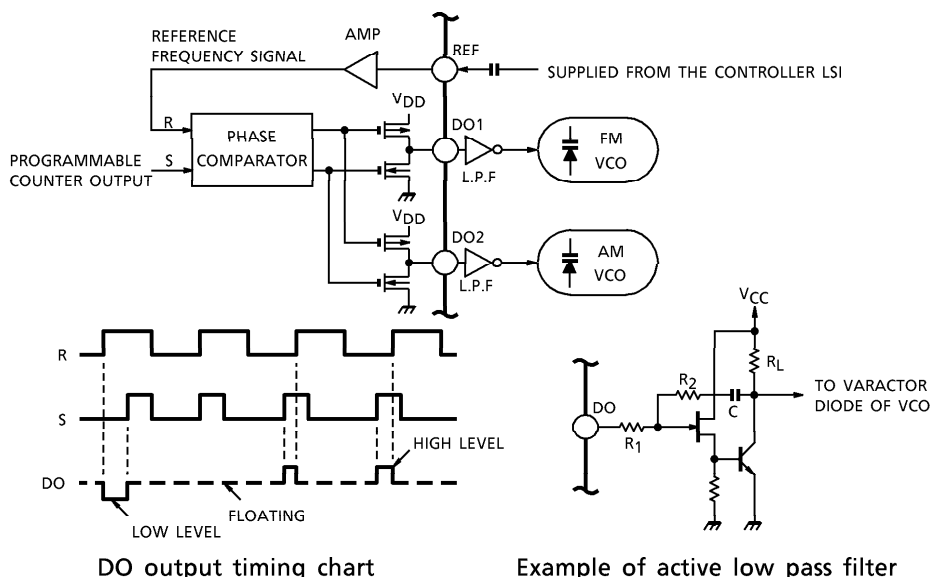 REFERENCE
FREQUENCY SIGNAL
AMP
REF
SUPPLIED FROM THE CONTROLLER LSI
R
PHASE
COMPARATOR
S
PROGRAMMABLE
COUNTER OUTPUT
VDD
DO1
L.P.F
FM
VCO
VDD
DO2
L.P.F
AM
VCO
R
S
DO
HIGH LEVEL
FLOATING
LOW LEVEL
DO output timing chart
VCC
RL
R2
C
DO
R1
TO VARACTOR
DIODE OF VCO
Example of active low pass filter